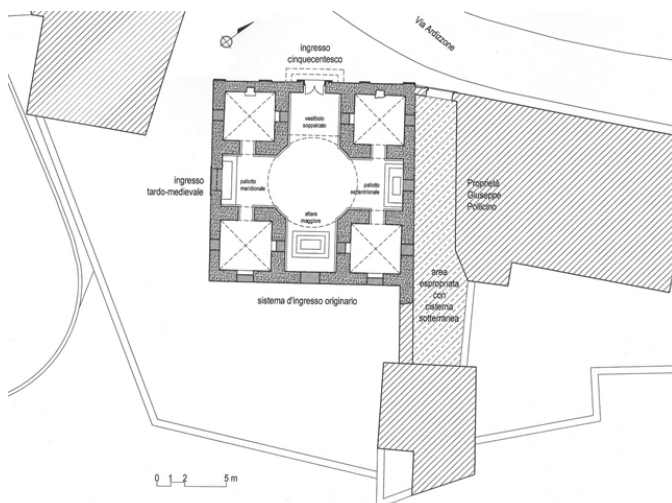 Via Ardizzone
ingresso
cinquecentesco
vestibolo
soppalcato
ingresso
tardo-medievale
paliotto
meridionale
paliotto
settentrionale
altare
maggiore
Proprietà
Giuseppe
Pollicino
area
espropriata
con
cisterna
sotterranea
sistema d'ingresso originario
0 1 2 5 m